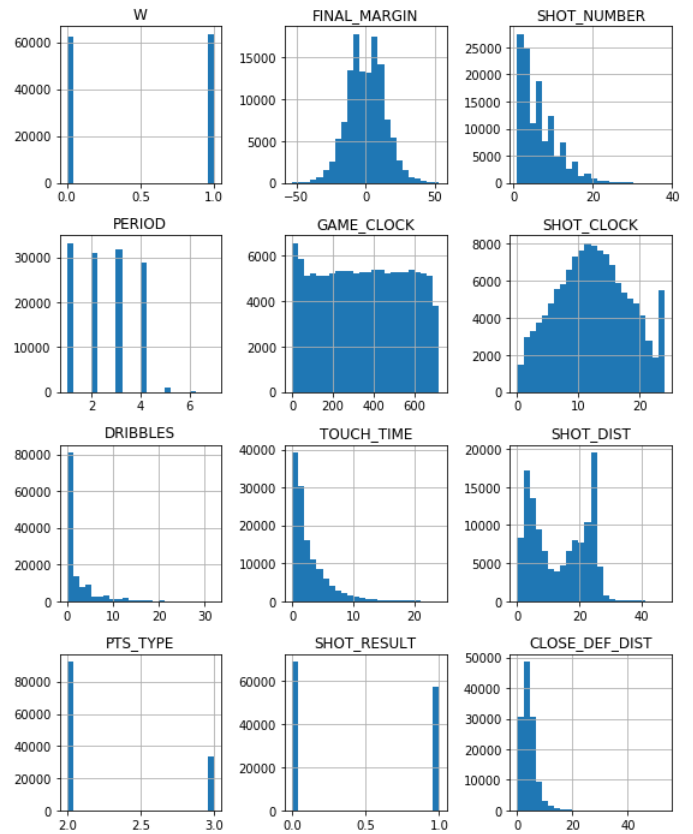 W
60000
40000
20000
0
0.0 0.5 1.0
FINAL_MARGIN
15000
10000
5000
0
−50 0 50
SHOT_NUMBER
25000
20000
15000
10000
5000
0
0 20 40
PERIOD
30000
20000
10000
0
2 4 6
GAME_CLOCK
6000
4000
2000
0
0 200 400 600
SHOT_CLOCK
8000
6000
4000
2000
0
0 10 20
DRIBBLES
80000
60000
40000
20000
0
0 10 20 30
TOUCH_TIME
40000
30000
20000
10000
0
0 10 20
SHOT_DIST
20000
15000
10000
5000
0
0 20 40
PTS_TYPE
80000
60000
40000
20000
0
2.0 2.5 3.0
SHOT_RESULT
60000
40000
20000
0
0.0 0.5 1.0
CLOSE_DEF_DIST
50000
40000
30000
20000
10000
0
0 20 40